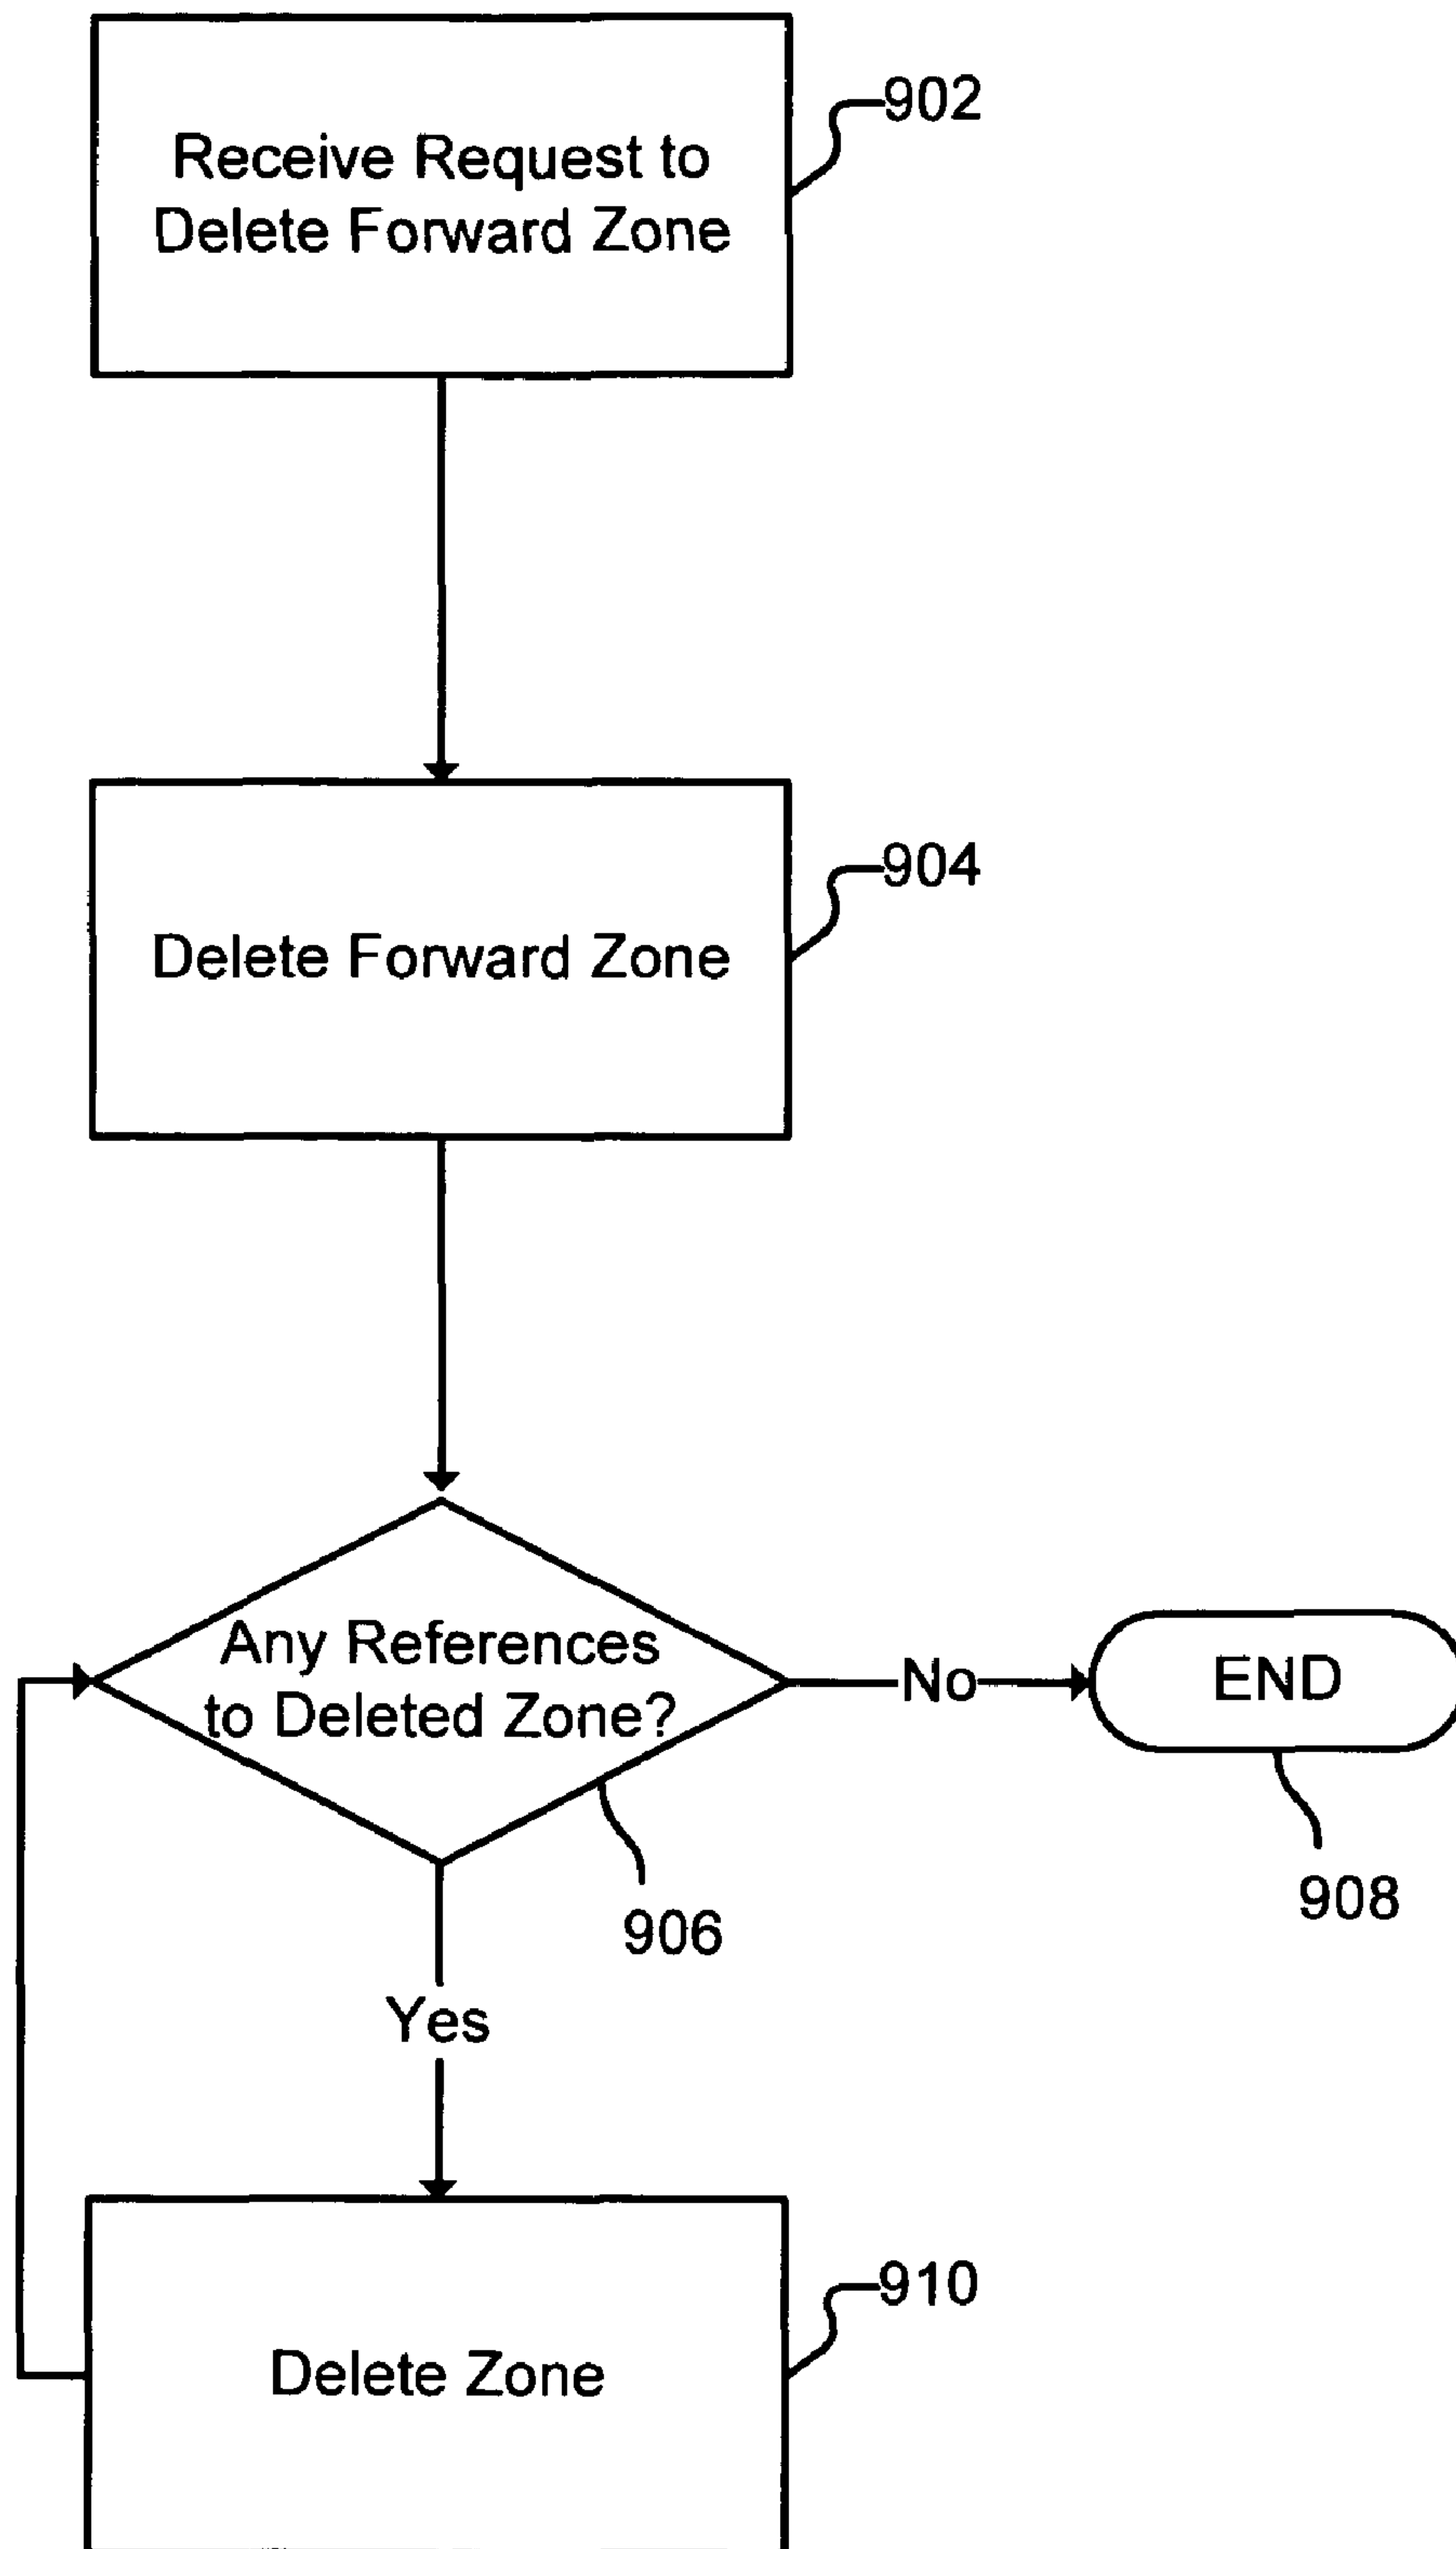 Receive Request to
Delete Forward Zone
902
Delete Forward Zone
904
Any References
to Deleted Zone?
No
END
906
908
Yes
Delete Zone
910